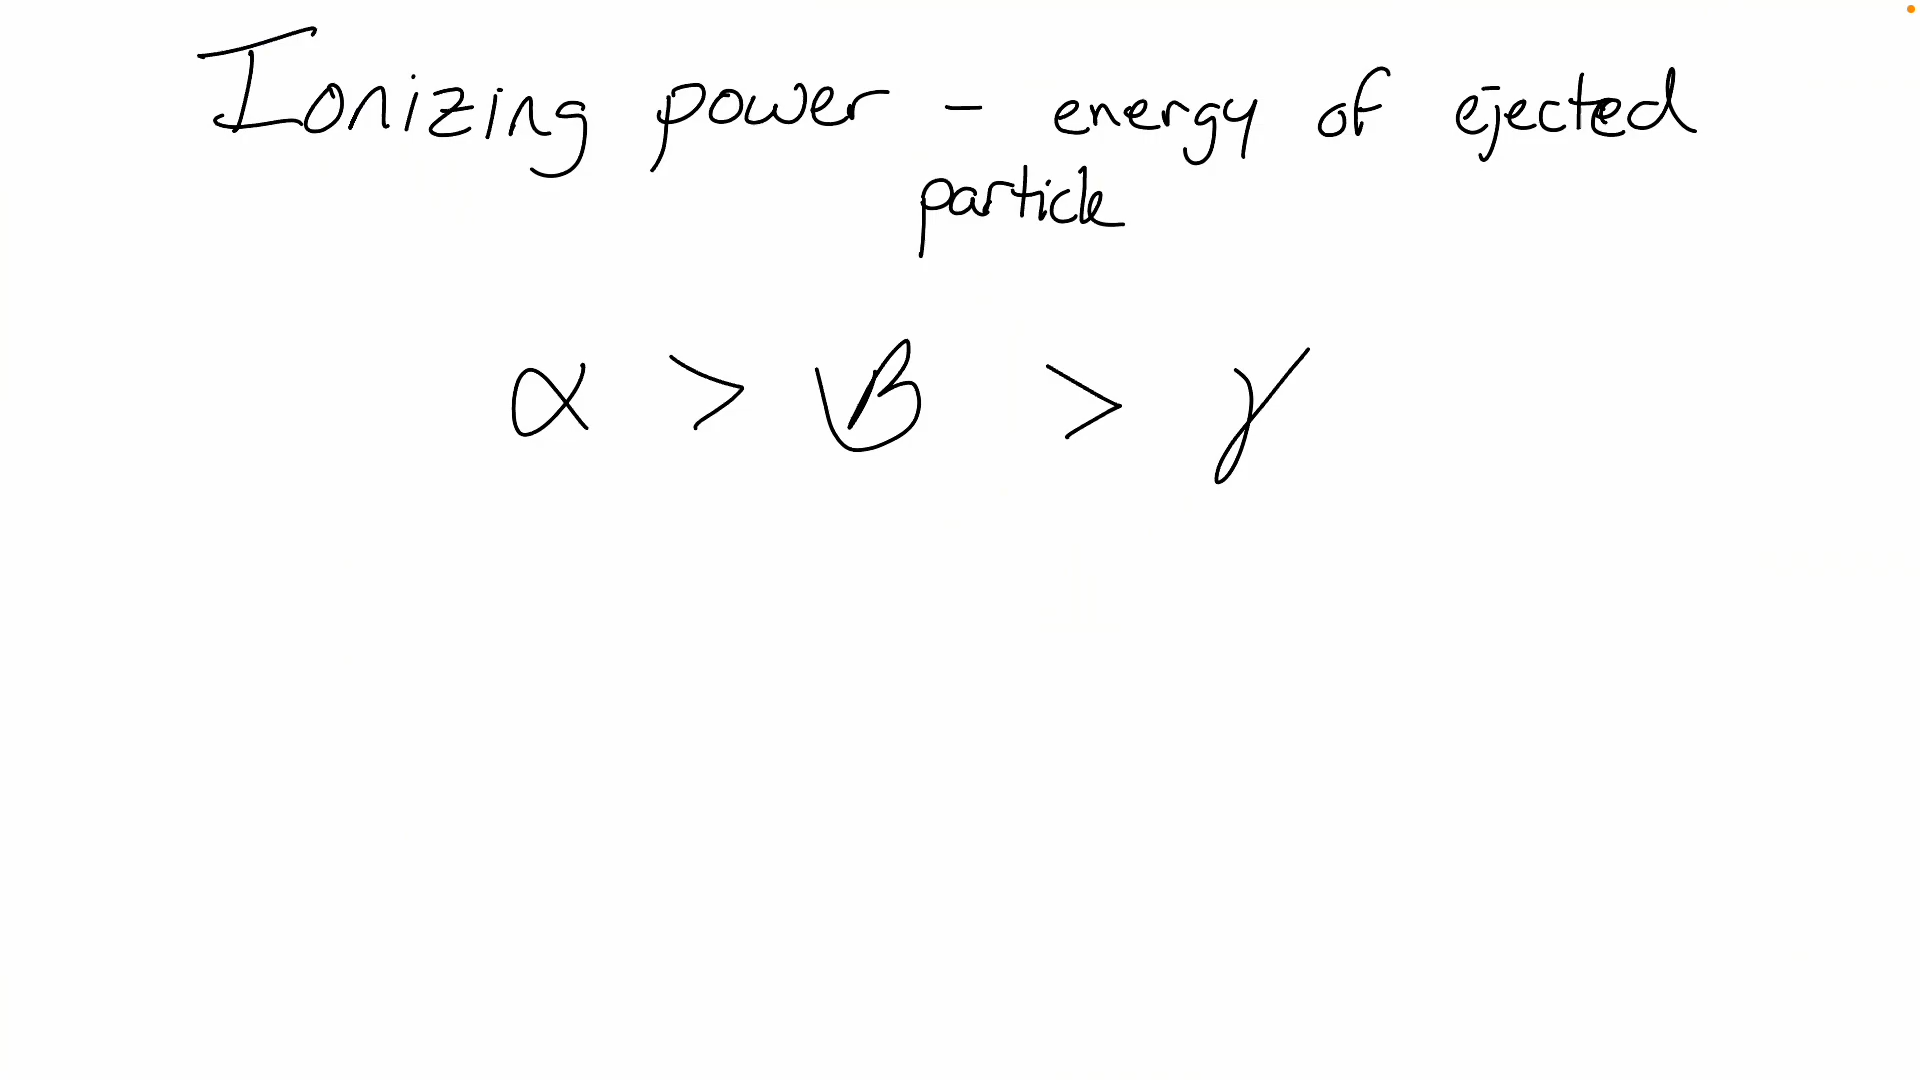 Ionizing power - energy of ejected
particle
α > β > γ